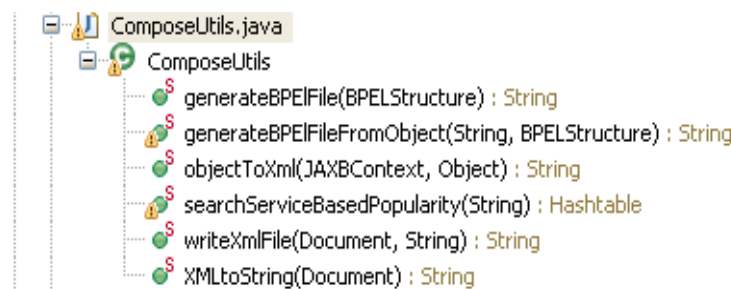 ComposeUtils.java
ComposeUtils
generateBPElFile(BPELStructure) : String
generateBPElFileFromObject(String, BPELStructure) : String
objectToXml(JAXBContext, Object) : String
searchServiceBasedPopularity(String) : Hashtable
writeXmlFile(Document, String) : String
XMLtoString(Document) : String